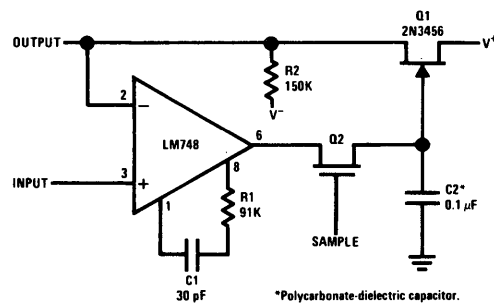 Q1
2N3456
OUTPUT
V+
R2
150K
V−
2
LM748
6
Q2
8
INPUT
3
R1
91K
C2*
0.1 μF
1
SAMPLE
C1
30 pF
*Polycarbonate-dielectric capacitor.